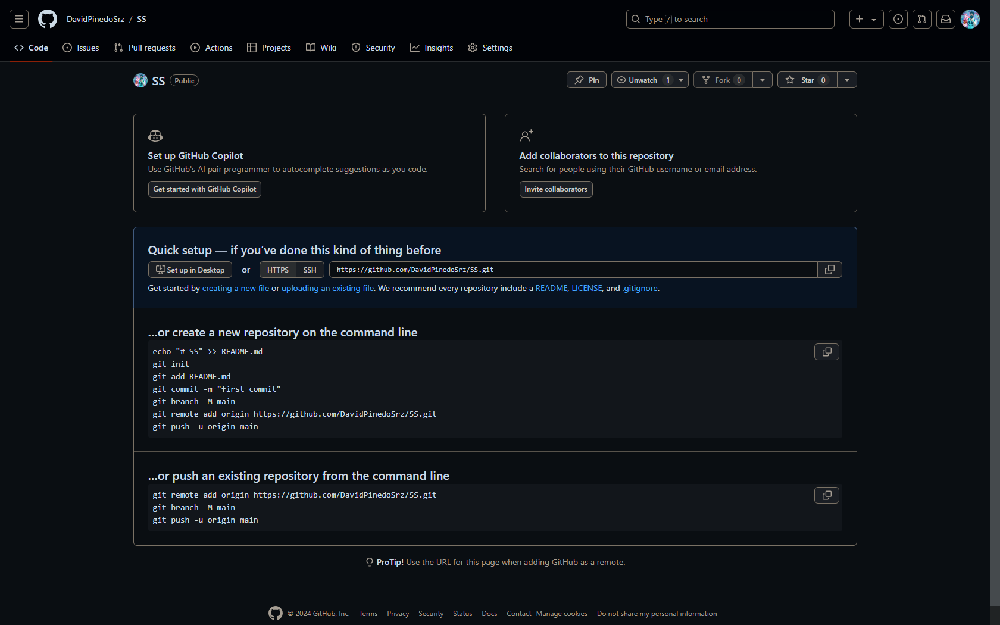 DavidPinedoSrz / SS
Type / to search
Code Issues Pull requests Actions Projects Wiki Security Insights Settings
SS Public
Pin Unwatch 1 Fork 0 Star 0
Set up GitHub Copilot
Use GitHub's AI pair programmer to autocomplete suggestions as you code.
Get started with GitHub Copilot
Add collaborators to this repository
Search for people using their GitHub username or email address.
Invite collaborators
Quick setup — if you’ve done this kind of thing before
Set up in Desktop or HTTPS SSH https://github.com/DavidPinedoSrz/SS.git
Get started by creating a new file or uploading an existing file. We recommend every repository include a README, LICENSE, and .gitignore.
…or create a new repository on the command line
echo "# SS" >> README.md
git init
git add README.md
git commit -m "first commit"
git branch -M main
git remote add origin https://github.com/DavidPinedoSrz/SS.git
git push -u origin main
…or push an existing repository from the command line
git remote add origin https://github.com/DavidPinedoSrz/SS.git
git branch -M main
git push -u origin main
ProTip! Use the URL for this page when adding GitHub as a remote.
© 2024 GitHub, Inc. Terms Privacy Security Status Docs Contact Manage cookies Do not share my personal information